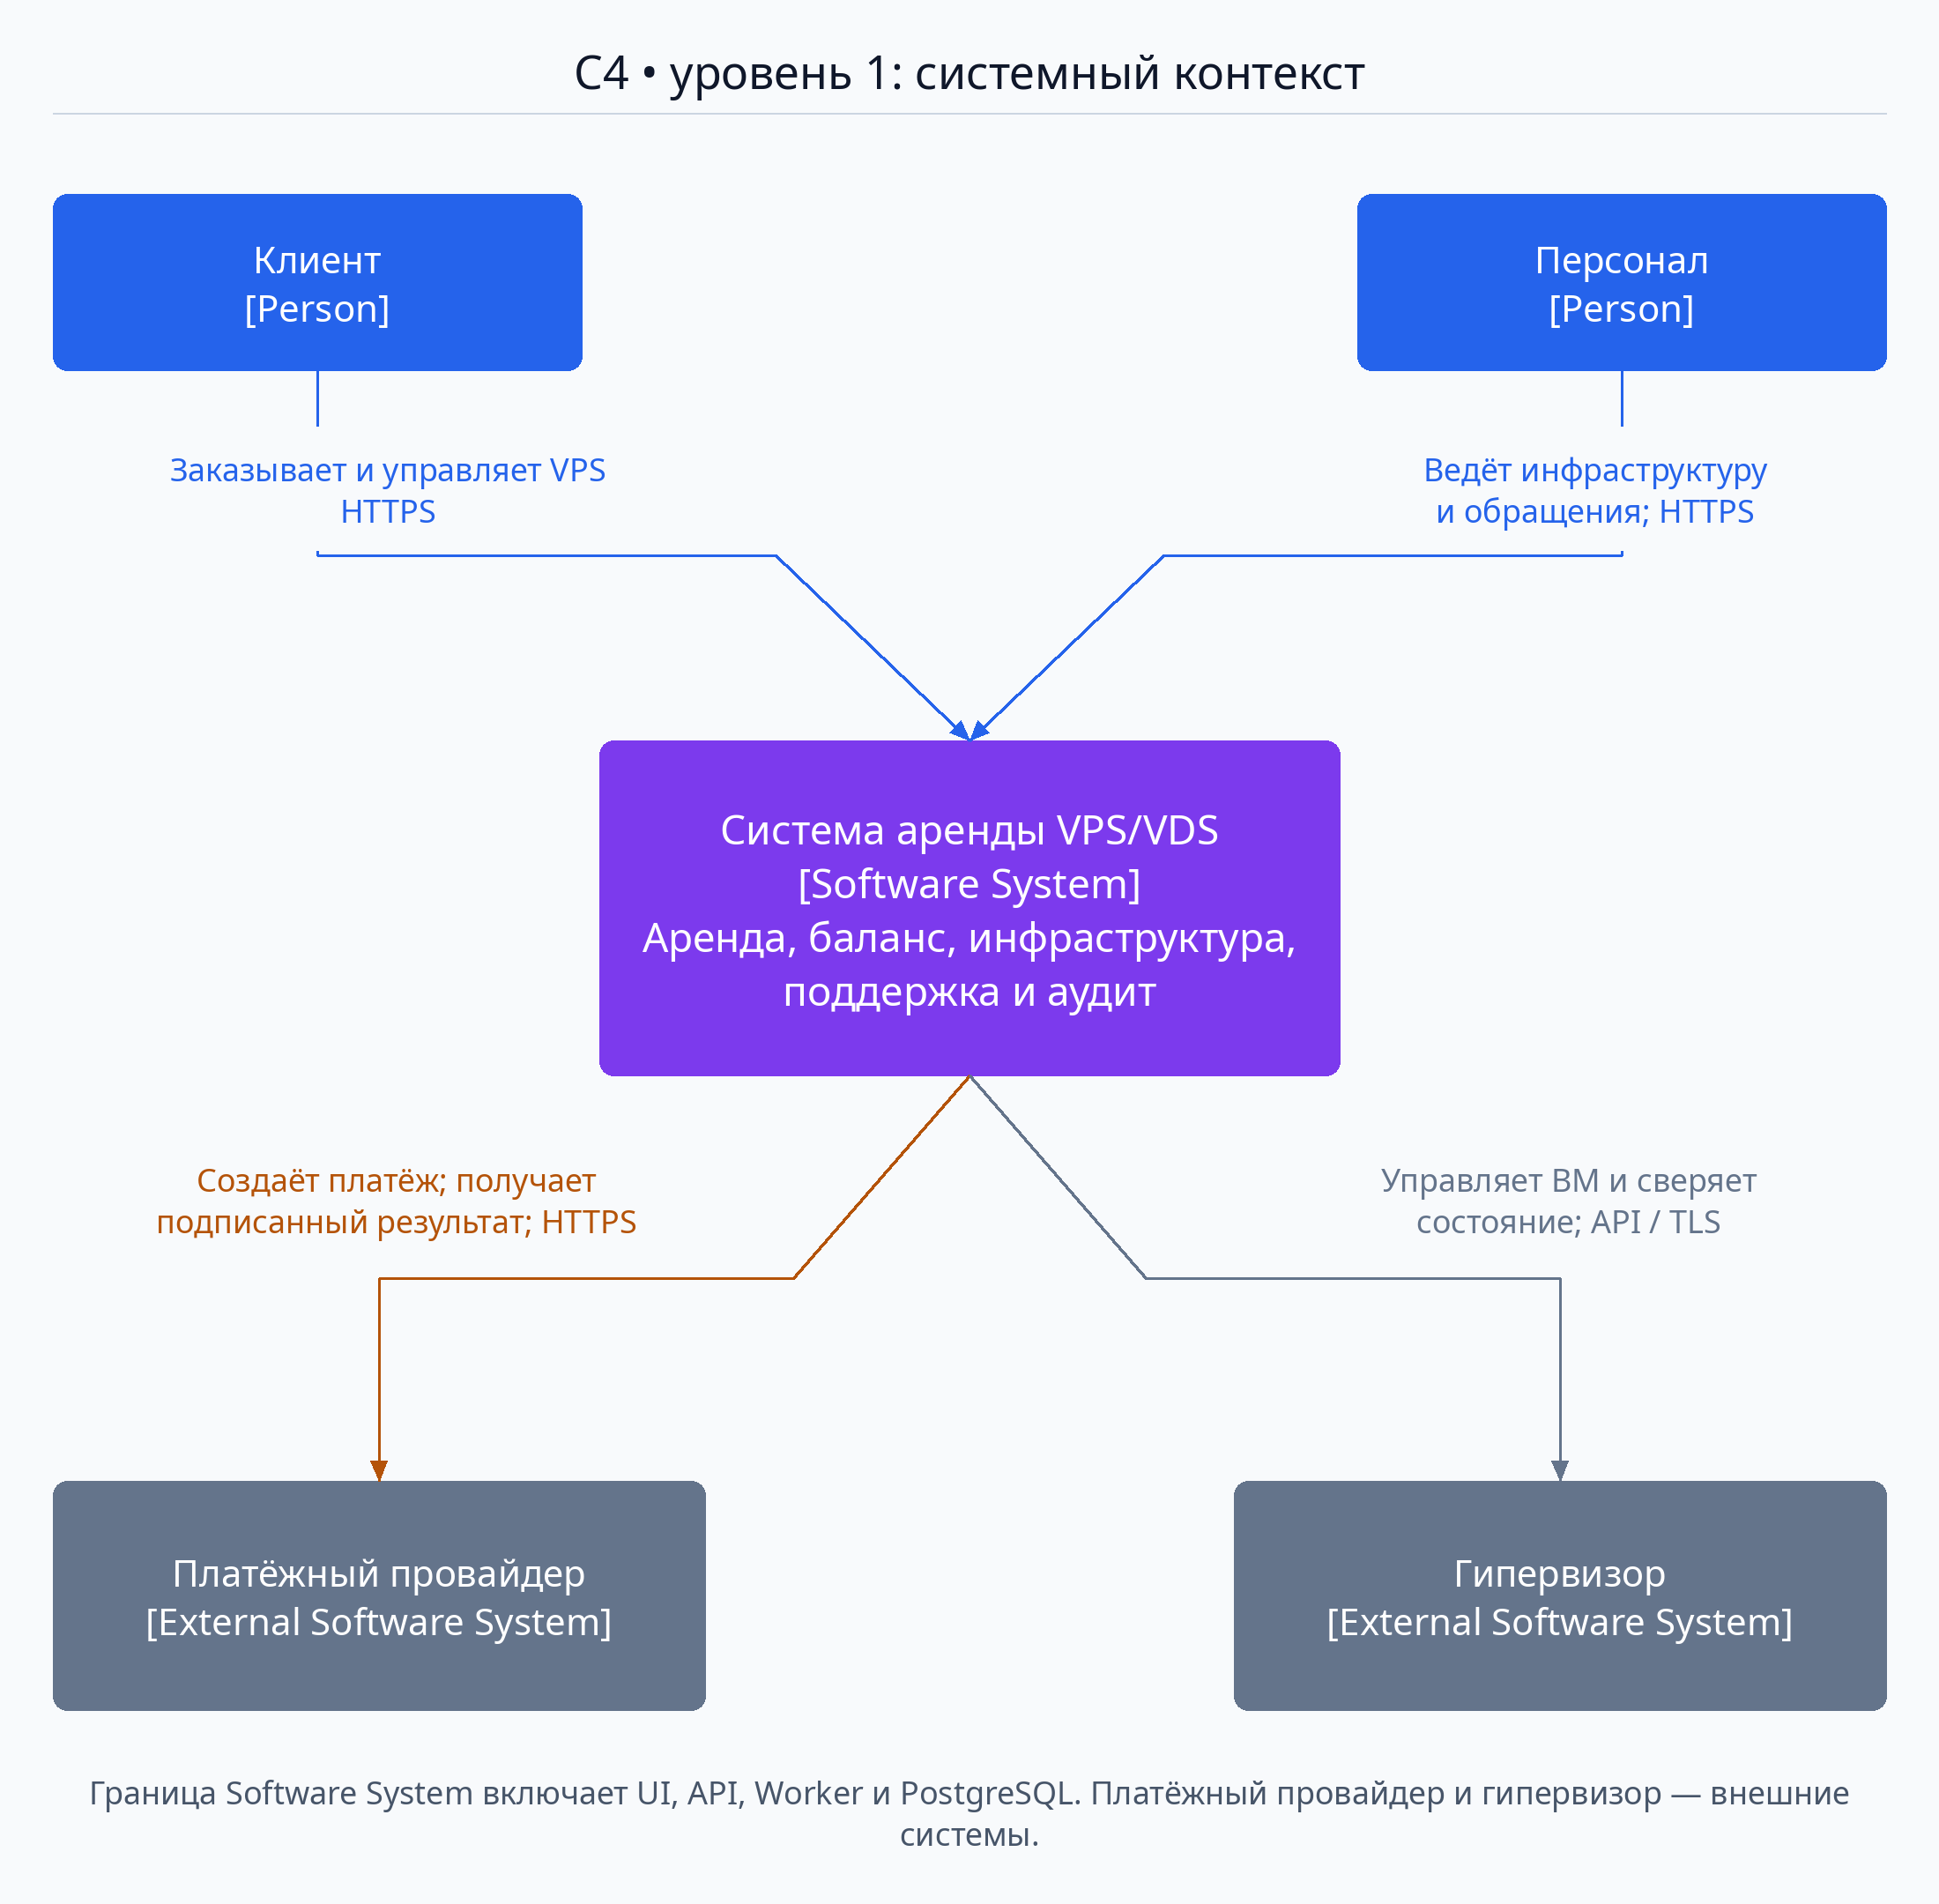 C4 • уровень 1: системный контекст
Клиент
[Person]
Персонал
[Person]
Заказывает и управляет VPS
HTTPS
Ведёт инфраструктуру
и обращения; HTTPS
Система аренды VPS/VDS
[Software System]
Аренда, баланс, инфраструктура,
поддержка и аудит
Создаёт платёж; получает
подписанный результат; HTTPS
Управляет ВМ и сверяет
состояние; API / TLS
Платёжный провайдер
[External Software System]
Гипервизор
[External Software System]
Граница Software System включает UI, API, Worker и PostgreSQL. Платёжный провайдер и гипервизор — внешние
системы.